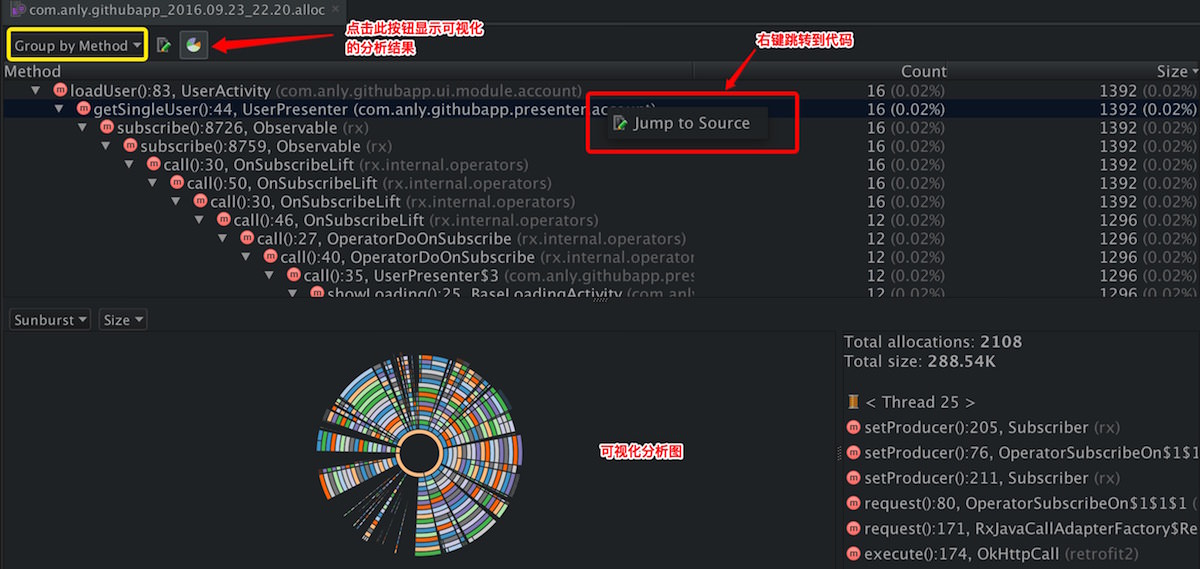 com.anly.githubapp_2016.09.23_22.20.alloc
点击此按钮显示可视化
的分析结果
Group by Method
右键跳转到代码
Method Count Size
loadUser():83, UserActivity (com.anly.githubapp.ui.module.account) 16 (0.02%) 1392 (0.02%)
getSingleUser():44, UserPresenter (com.anly.githubapp.presenter.account) 16 (0.02%) 1392 (0.02%)
Jump to Source
subscribe():8726, Observable (rx) 16 (0.02%) 1392 (0.02%)
subscribe():8759, Observable (rx) 16 (0.02%) 1392 (0.02%)
call():30, OnSubscribeLift (rx.internal.operators) 16 (0.02%) 1392 (0.02%)
call():50, OnSubscribeLift (rx.internal.operators) 16 (0.02%) 1392 (0.02%)
call():30, OnSubscribeLift (rx.internal.operators) 16 (0.02%) 1392 (0.02%)
call():46, OnSubscribeLift (rx.internal.operators) 12 (0.02%) 1296 (0.02%)
call():27, OperatorDoOnSubscribe (rx.internal.operators) 12 (0.02%) 1296 (0.02%)
call():40, OperatorDoOnSubscribe (rx.internal.operator 12 (0.02%) 1296 (0.02%)
call():35, UserPresenter$3 (com.anly.githubapp.pres 12 (0.02%) 1296 (0.02%)
showLoading():25, BaseLoadingActivity (com.anly 12 (0.02%) 1296 (0.02%)
Sunburst Size
Total allocations: 2108
Total size: 288.54K
< Thread 25 >
setProducer():205, Subscriber (rx)
setProducer():76, OperatorSubscribeOn$1$1
setProducer():211, Subscriber (rx)
request():80, OperatorSubscribeOn$1$1$1 (
request():171, RxJavaCallAdapterFactory$Re
execute():174, OkHttpCall (retrofit2)
可视化分析图